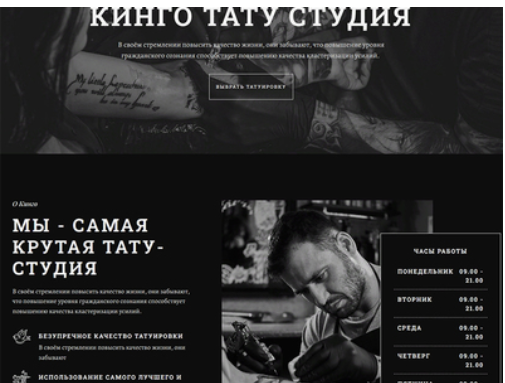 КИНГО ТАТУ СТУДИЯ
В своём стремлении повысить качество жизни, они забывают, что повышение уровня
гражданского сознания способствует повышению качества кластеризации усилий.
ВЫБРАТЬ ТАТУИРОВКУ
О Кинго
МЫ - САМАЯ
КРУТАЯ ТАТУ-
СТУДИЯ
В своём стремлении повысить качество жизни, они забывают,
что повышение уровня гражданского сознания способствует
повышению качества кластеризации усилий.
БЕЗУПРЕЧНОЕ КАЧЕСТВО ТАТУИРОВКИ
В своём стремлении повысить качество жизни, они
забывают
ИСПОЛЬЗОВАНИЕ САМОГО ЛУЧШЕГО И
ЧАСЫ РАБОТЫ
ПОНЕДЕЛЬНИК 09.00 -
21.00
ВТОРНИК 09.00 -
21.00
СРЕДА 09.00 -
21.00
ЧЕТВЕРГ 09.00 -
21.00